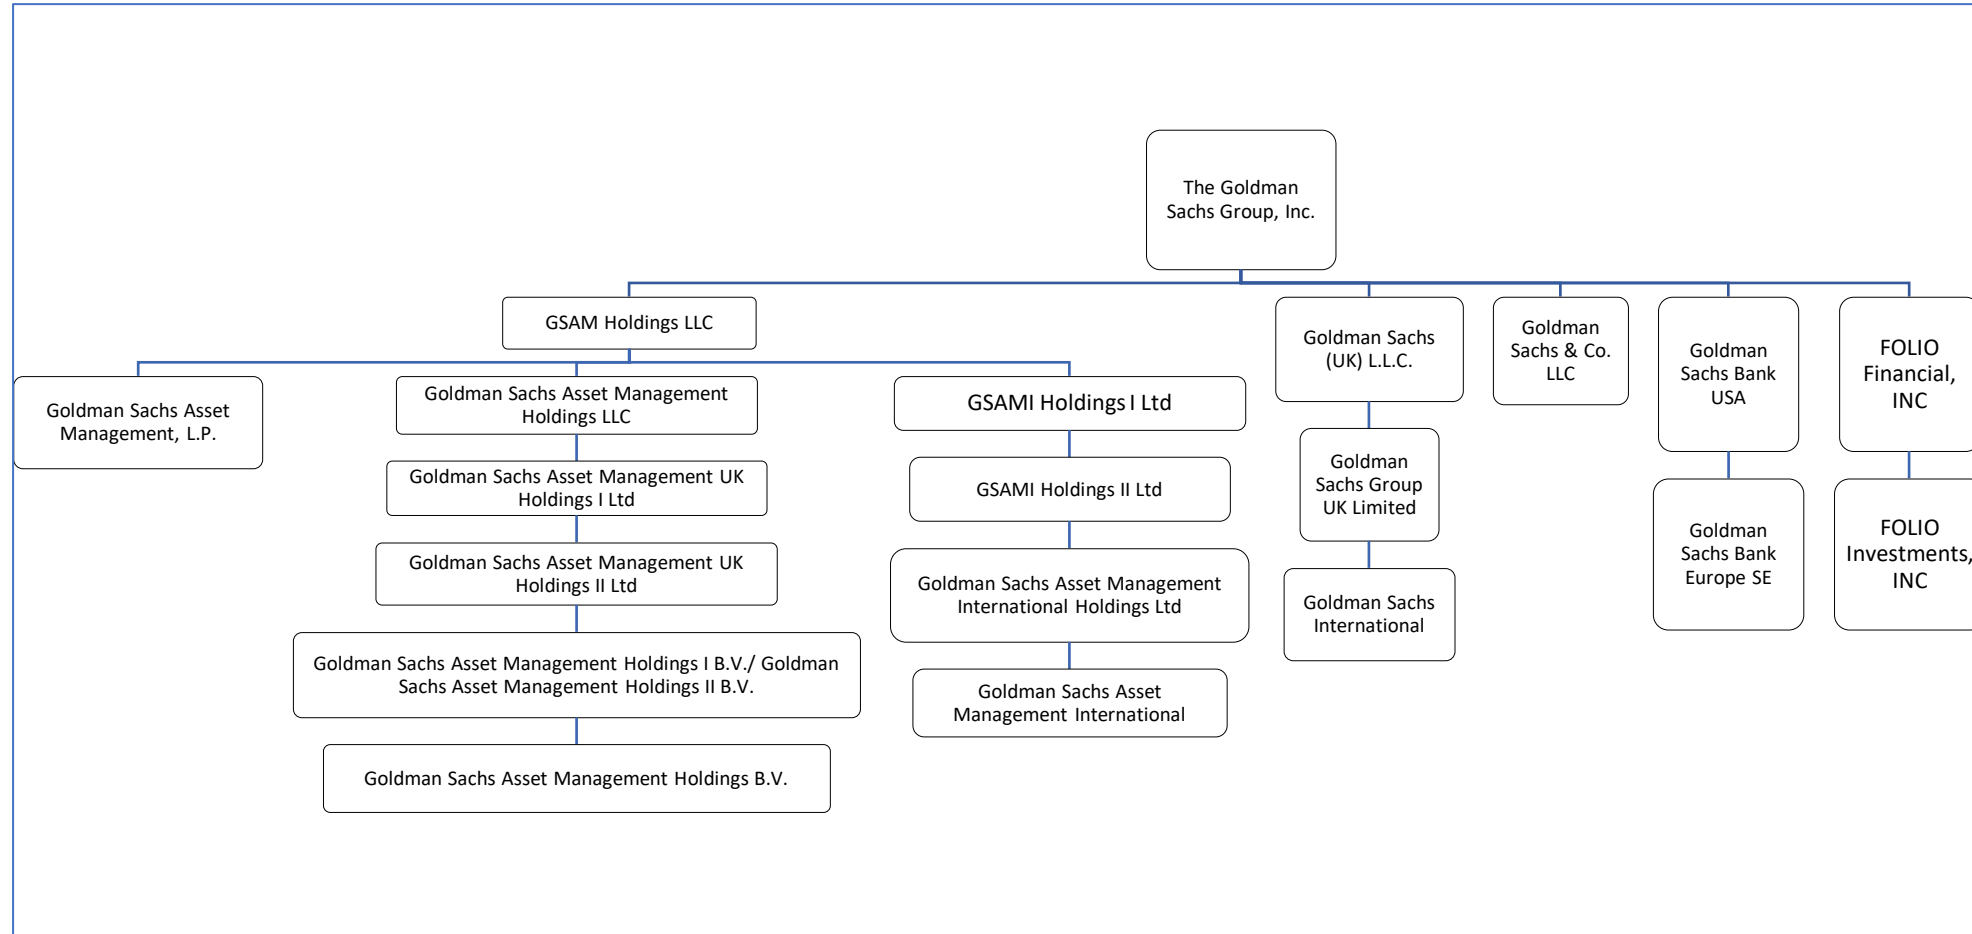 The Goldman
Sachs Group, Inc.
GSAM Holdings LLC
Goldman Sachs Asset
Management, L.P.
Goldman Sachs Asset Management
Holdings LLC
Goldman Sachs Asset Management UK
Holdings I Ltd
Goldman Sachs Asset Management UK
Holdings II Ltd
Goldman Sachs Asset Management Holdings I B.V./ Goldman
Sachs Asset Management Holdings II B.V.
Goldman Sachs Asset Management Holdings B.V.
GSAMI Holdings I Ltd
GSAMI Holdings II Ltd
Goldman Sachs Asset Management
International Holdings Ltd
Goldman Sachs Asset
Management International
Goldman Sachs
(UK) L.L.C.
Goldman
Sachs Group
UK Limited
Goldman Sachs
International
Goldman
Sachs & Co.
LLC
Goldman
Sachs Bank
USA
Goldman
Sachs Bank
Europe SE
FOLIO
Financial,
INC
FOLIO
Investments,
INC